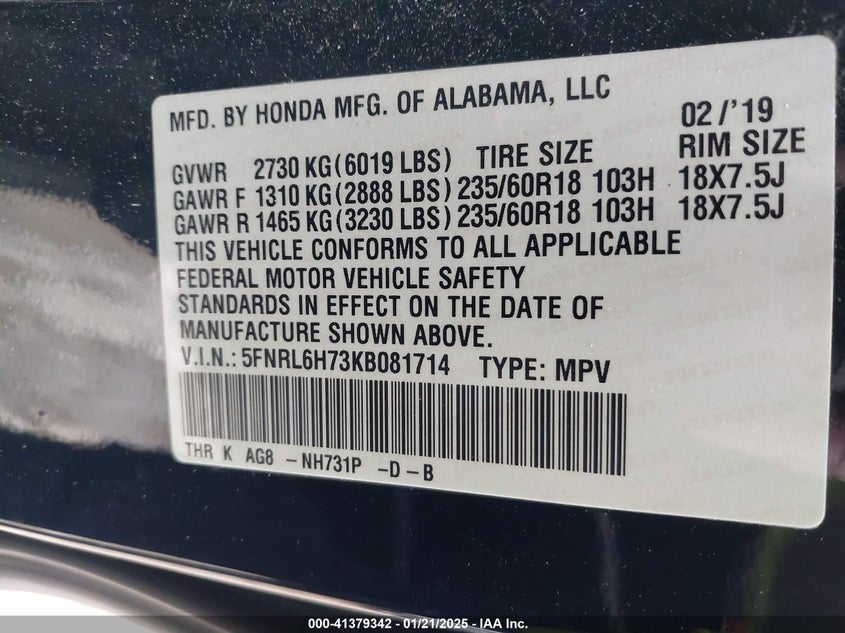 MFD. BY HONDA MFG. OF ALABAMA, LLC 02/'19
GVWR 2730 KG(6019 LBS) TIRE SIZE RIM SIZE
GAWR F 1310 KG(2888 LBS) 235/60R18 103H 18X7.5J
GAWR R 1465 KG(3230 LBS) 235/60R18 103H 18X7.5J
THIS VEHICLE CONFORMS TO ALL APPLICABLE
FEDERAL MOTOR VEHICLE SAFETY
STANDARDS IN EFFECT ON THE DATE OF
MANUFACTURE SHOWN ABOVE.
V.I.N.: 5FNRL6H73KB081714 TYPE: MPV
THR K AG8 -NH731P -D-B
000-41379342 - 01/21/2025 - IAA Inc.